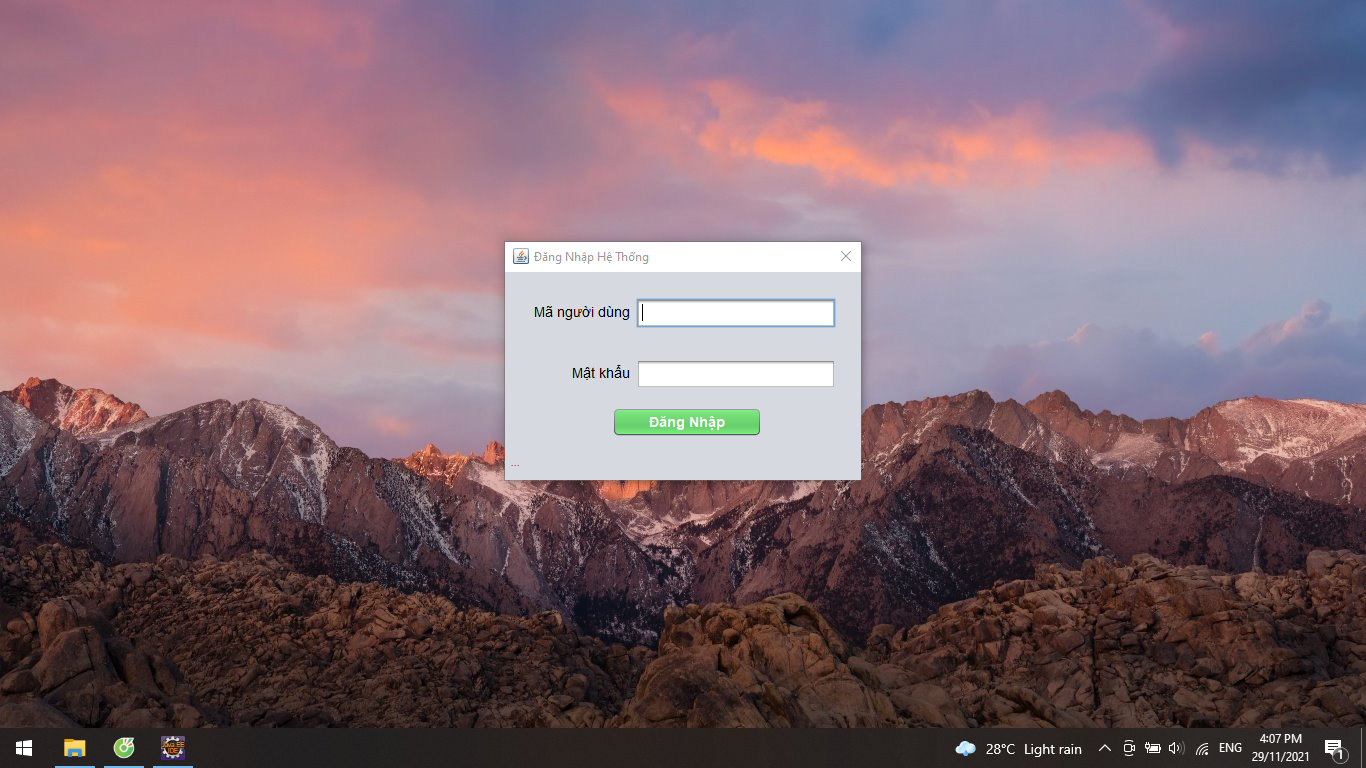 Đăng Nhập Hệ Thống
Mã người dùng
Mật khẩu
Đăng Nhập
...
28°C Light rain
ENG
4:07 PM
29/11/2021
1